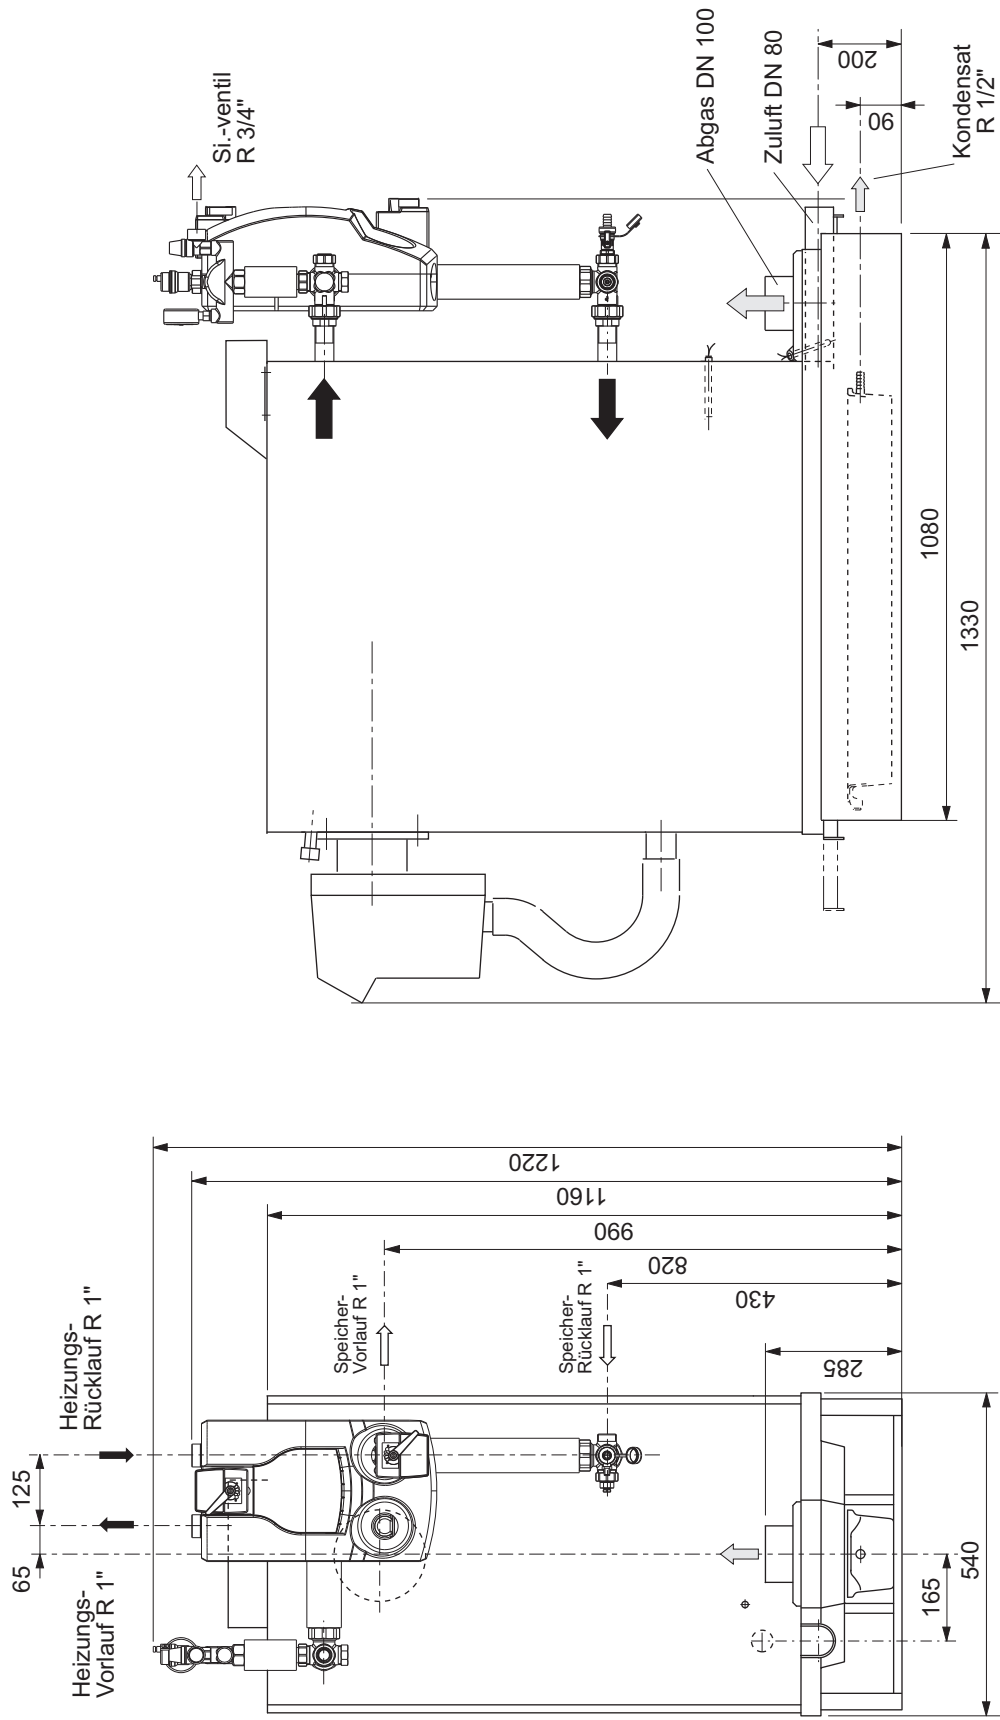 Si.-ventil
R 3/4"
Abgas DN 100
Zuluft DN 80
200
90
Kondensat
R 1/2"
1080
1330
Heizungs-
Rücklauf R 1"
125
65
Heizungs-
Vorlauf R 1"
Speicher-
Vorlauf R 1"
Speicher-
Rücklauf R 1"
1220
1160
990
820
430
285
165
540